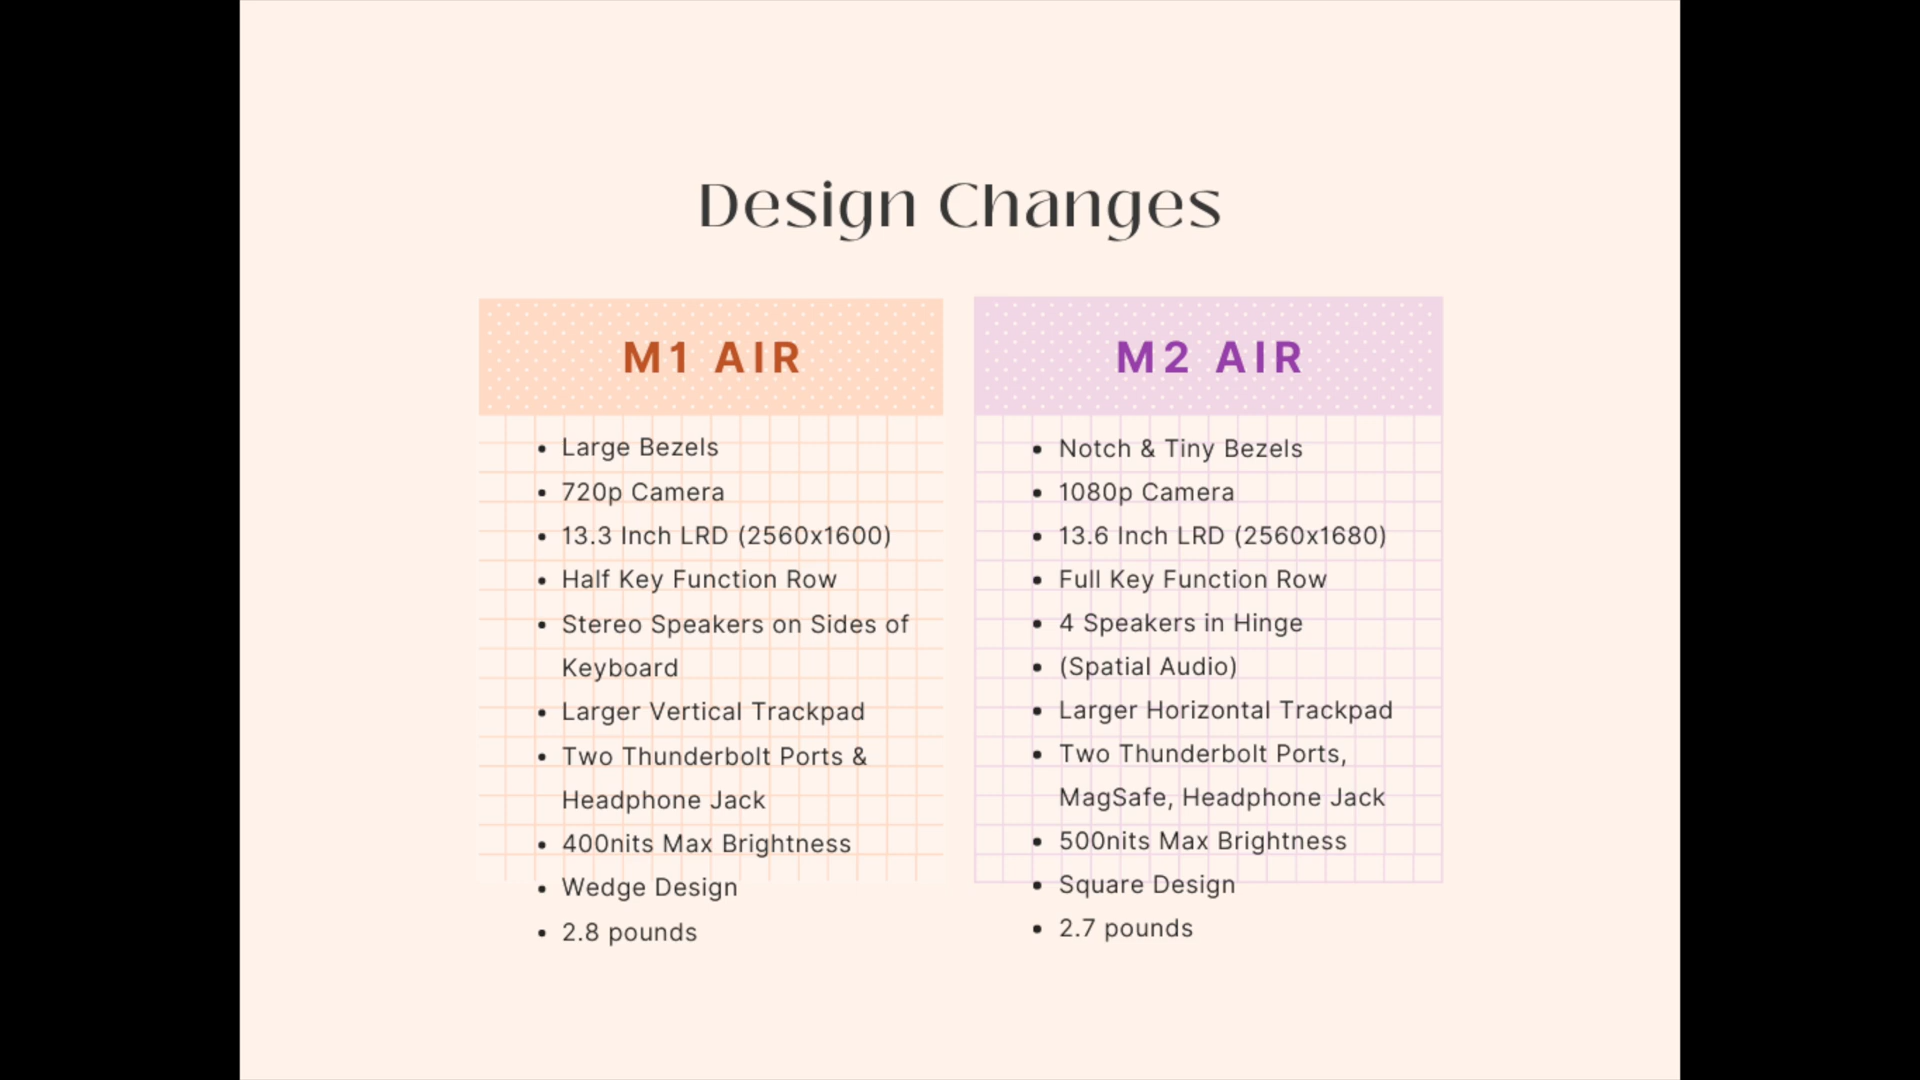 Design Changes
M1 AIR
• Large Bezels
• 720p Camera
• 13.3 Inch LRD (2560x1600)
• Half Key Function Row
• Stereo Speakers on Sides of
Keyboard
• Larger Vertical Trackpad
• Two Thunderbolt Ports &
Headphone Jack
• 400nits Max Brightness
• Wedge Design
• 2.8 pounds
M2 AIR
• Notch & Tiny Bezels
• 1080p Camera
• 13.6 Inch LRD (2560x1680)
• Full Key Function Row
• 4 Speakers in Hinge
• (Spatial Audio)
• Larger Horizontal Trackpad
• Two Thunderbolt Ports,
MagSafe, Headphone Jack
• 500nits Max Brightness
• Square Design
• 2.7 pounds